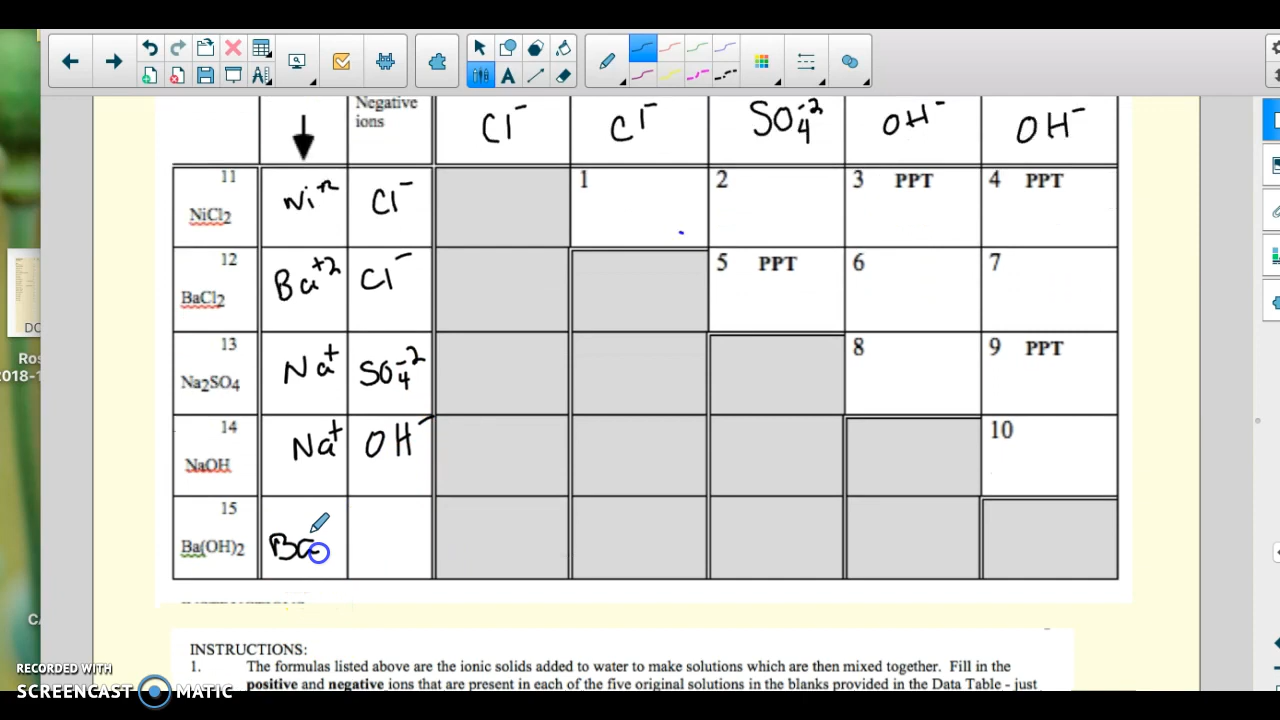 Negative
ions
Cl⁻ Cl⁻ SO₄⁻² OH⁻ OH⁻
11 1 2 3 PPT 4 PPT
NiCl2 Ni⁺² Cl⁻
12 5 PPT 6 7
BaCl2 Ba⁺² Cl⁻
13 8 9 PPT
Na2SO4 Na⁺ SO₄⁻²
14 10
NaOH Na⁺ OH⁻
15
Ba(OH)2 Ba
INSTRUCTIONS:
1. The formulas listed above are the ionic solids added to water to make solutions which are then mixed together. Fill in the
positive and negative ions that are present in each of the five original solutions in the blanks provided in the Data Table - just
DO
Ros
2018-1
RECORDED WITH
SCREENCAST MATIC